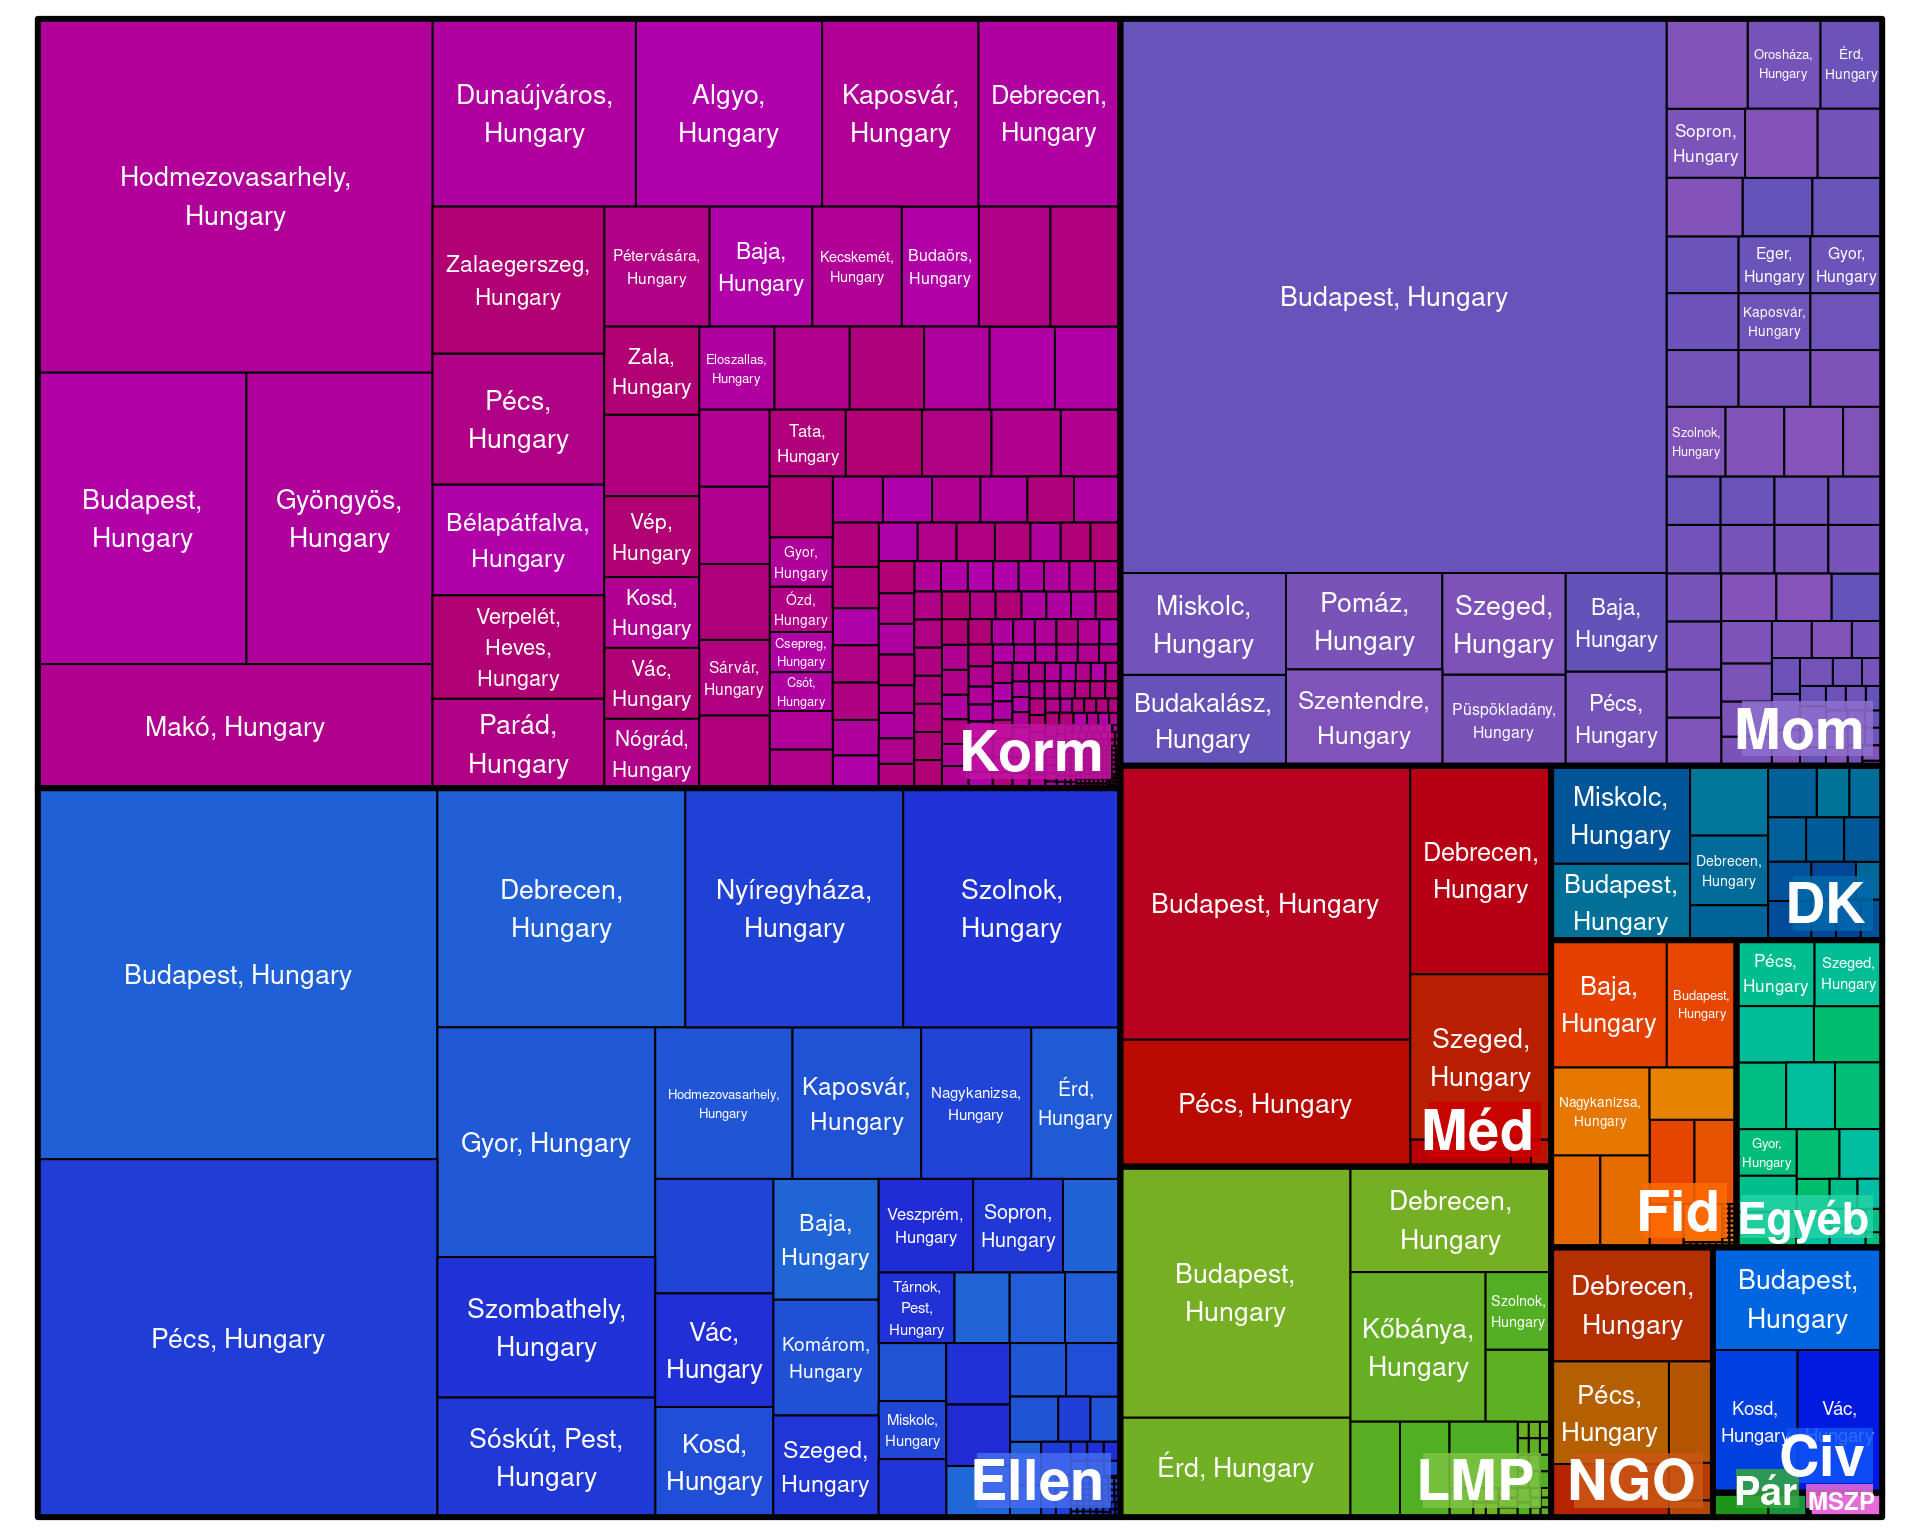 Hodmezovasarhely,
Hungary
Budapest,
Hungary
Gyöngyös,
Hungary
Makó, Hungary
Dunaújváros,
Hungary
Algyo,
Hungary
Kaposvár,
Hungary
Debrecen,
Hungary
Zalaegerszeg,
Hungary
Pétervására,
Hungary
Baja,
Hungary
Kecskemét,
Hungary
Budaörs,
Hungary
Pécs,
Hungary
Zala,
Hungary
Eloszallas,
Hungary
Tata,
Hungary
Bélapátfalva,
Hungary
Vép,
Hungary
Gyor,
Hungary
Kosd,
Hungary
Ózd,
Hungary
Verpelét,
Heves,
Hungary
Csepreg,
Hungary
Vác,
Hungary
Sárvár,
Hungary
Csót,
Hungary
Parád,
Hungary
Nógrád,
Hungary
Korm
Budapest, Hungary
Orosháza,
Hungary
Érd,
Hungary
Sopron,
Hungary
Eger,
Hungary
Gyor,
Hungary
Kaposvár,
Hungary
Szolnok,
Hungary
Miskolc,
Hungary
Pomáz,
Hungary
Szeged,
Hungary
Baja,
Hungary
Budakalász,
Hungary
Szentendre,
Hungary
Püspökladány,
Hungary
Pécs,
Hungary
Mom
Budapest, Hungary
Debrecen,
Hungary
Nyíregyháza,
Hungary
Szolnok,
Hungary
Pécs, Hungary
Gyor, Hungary
Hodmezovasarhely,
Hungary
Kaposvár,
Hungary
Nagykanizsa,
Hungary
Érd,
Hungary
Szombathely,
Hungary
Sóskút, Pest,
Hungary
Vác,
Hungary
Kosd,
Hungary
Baja,
Hungary
Komárom,
Hungary
Szeged,
Hungary
Veszprém,
Hungary
Sopron,
Hungary
Tárnok,
Pest,
Hungary
Miskolc,
Hungary
Ellen
Budapest, Hungary
Debrecen,
Hungary
Pécs, Hungary
Szeged,
Hungary
Méd
Budapest,
Hungary
Debrecen,
Hungary
Kőbánya,
Hungary
Szolnok,
Hungary
Érd, Hungary
LMP
Miskolc,
Hungary
Budapest,
Hungary
Debrecen,
Hungary
DK
Baja,
Hungary
Budapest,
Hungary
Nagykanizsa,
Hungary
Fid
Pécs,
Hungary
Szeged,
Hungary
Gyor,
Hungary
Egyéb
Debrecen,
Hungary
Pécs,
Hungary
NGO
Budapest,
Hungary
Kosd,
Hungary
Vác,
Hungary
Civ
Pár
MSZP